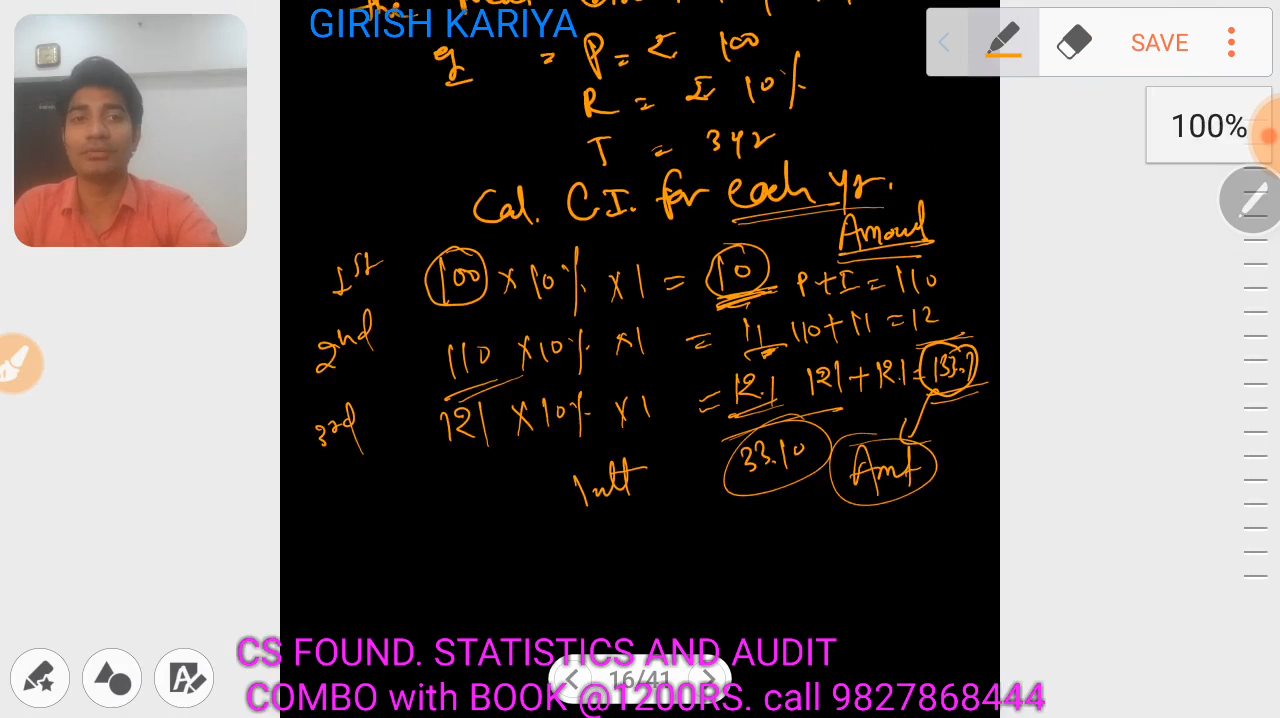 GIRISH KARIYA
SAVE
100%
eg = P = Σ 100
R = Σ 10%
T = 3 yr
Cal. C.I. for each yr.
Amount
1st 100 × 10% × 1 = 10 P+I = 110
2nd 110 × 10% × 1 = 11 110 + 11 = 12
3rd 121 × 10% × 1 = 12.1 121 + 12.1 = 133.1
Intt 33.10 Amt
CS FOUND. STATISTICS AND AUDIT
16/41
COMBO with BOOK @1200RS. call 9827868444